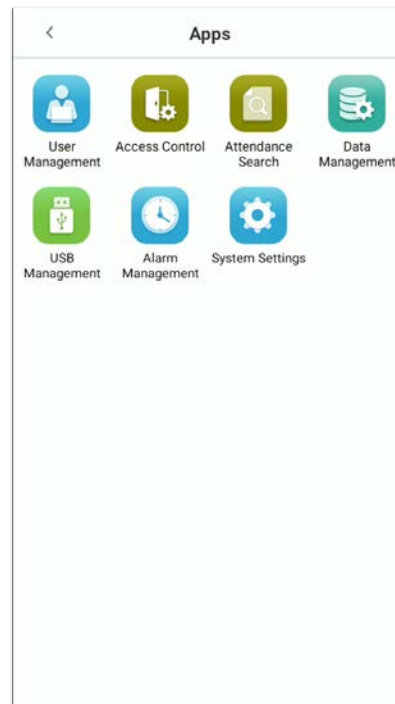 Apps
User
Management
Access Control
Attendance
Search
Data
Management
USB
Management
Alarm
Management
System Settings